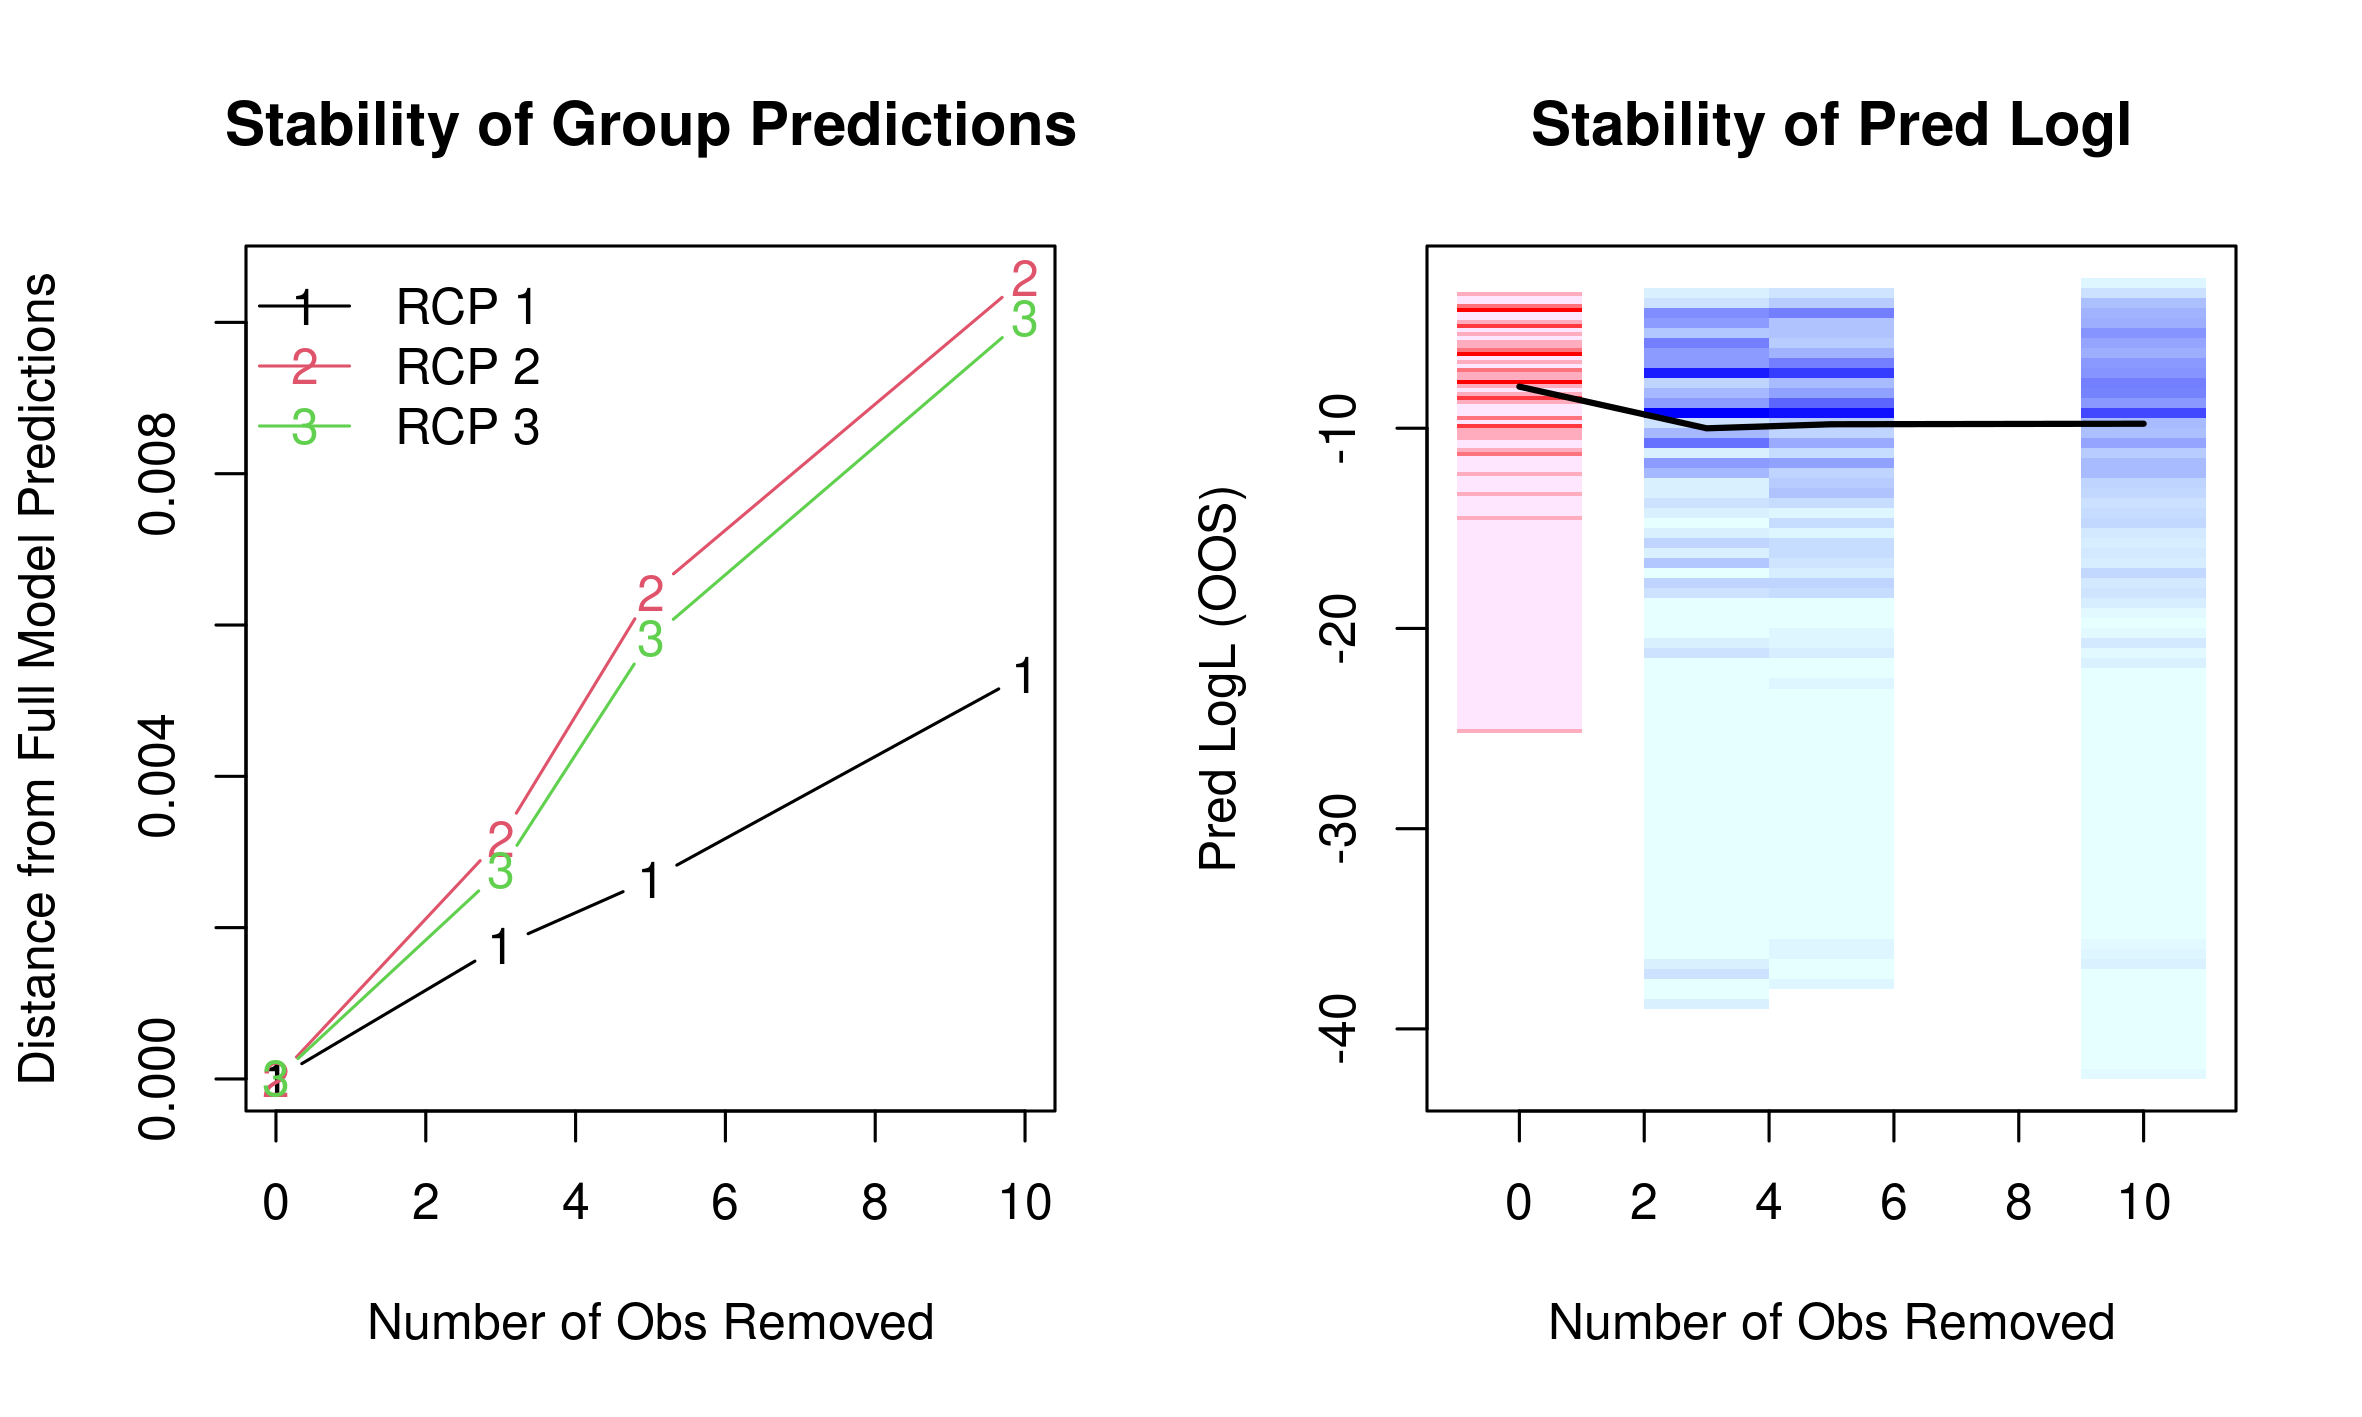 Stability of Group Predictions
Distance from Full Model Predictions
0.000 0.004 0.008
1 RCP 1
2 RCP 2
3 RCP 3
2
3
2
3
1
2
3
1
1
1
2
3
0 2 4 6 8 10
Number of Obs Removed
Stability of Pred Logl
Pred LogL (OOS)
-10
-20
-30
-40
0 2 4 6 8 10
Number of Obs Removed